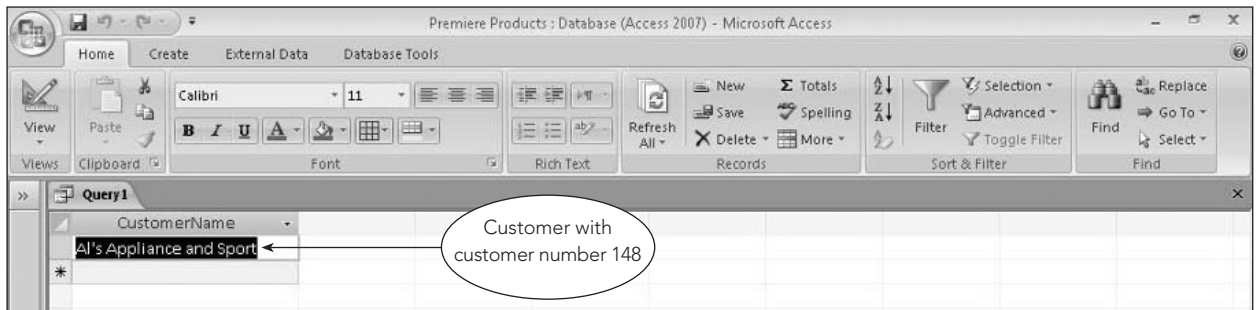 Premiere Products : Database (Access 2007) - Microsoft Access
Home Create External Data Database Tools
View
Views
Paste
Clipboard
Calibri 11
B I U A
Font
Rich Text
Refresh All
New
Save
Delete
Totals
Spelling
More
Records
Filter
Selection
Advanced
Toggle Filter
Sort & Filter
Find
Replace
Go To
Select
Find
Query1
CustomerName
Al's Appliance and Sport
Customer with
customer number 148